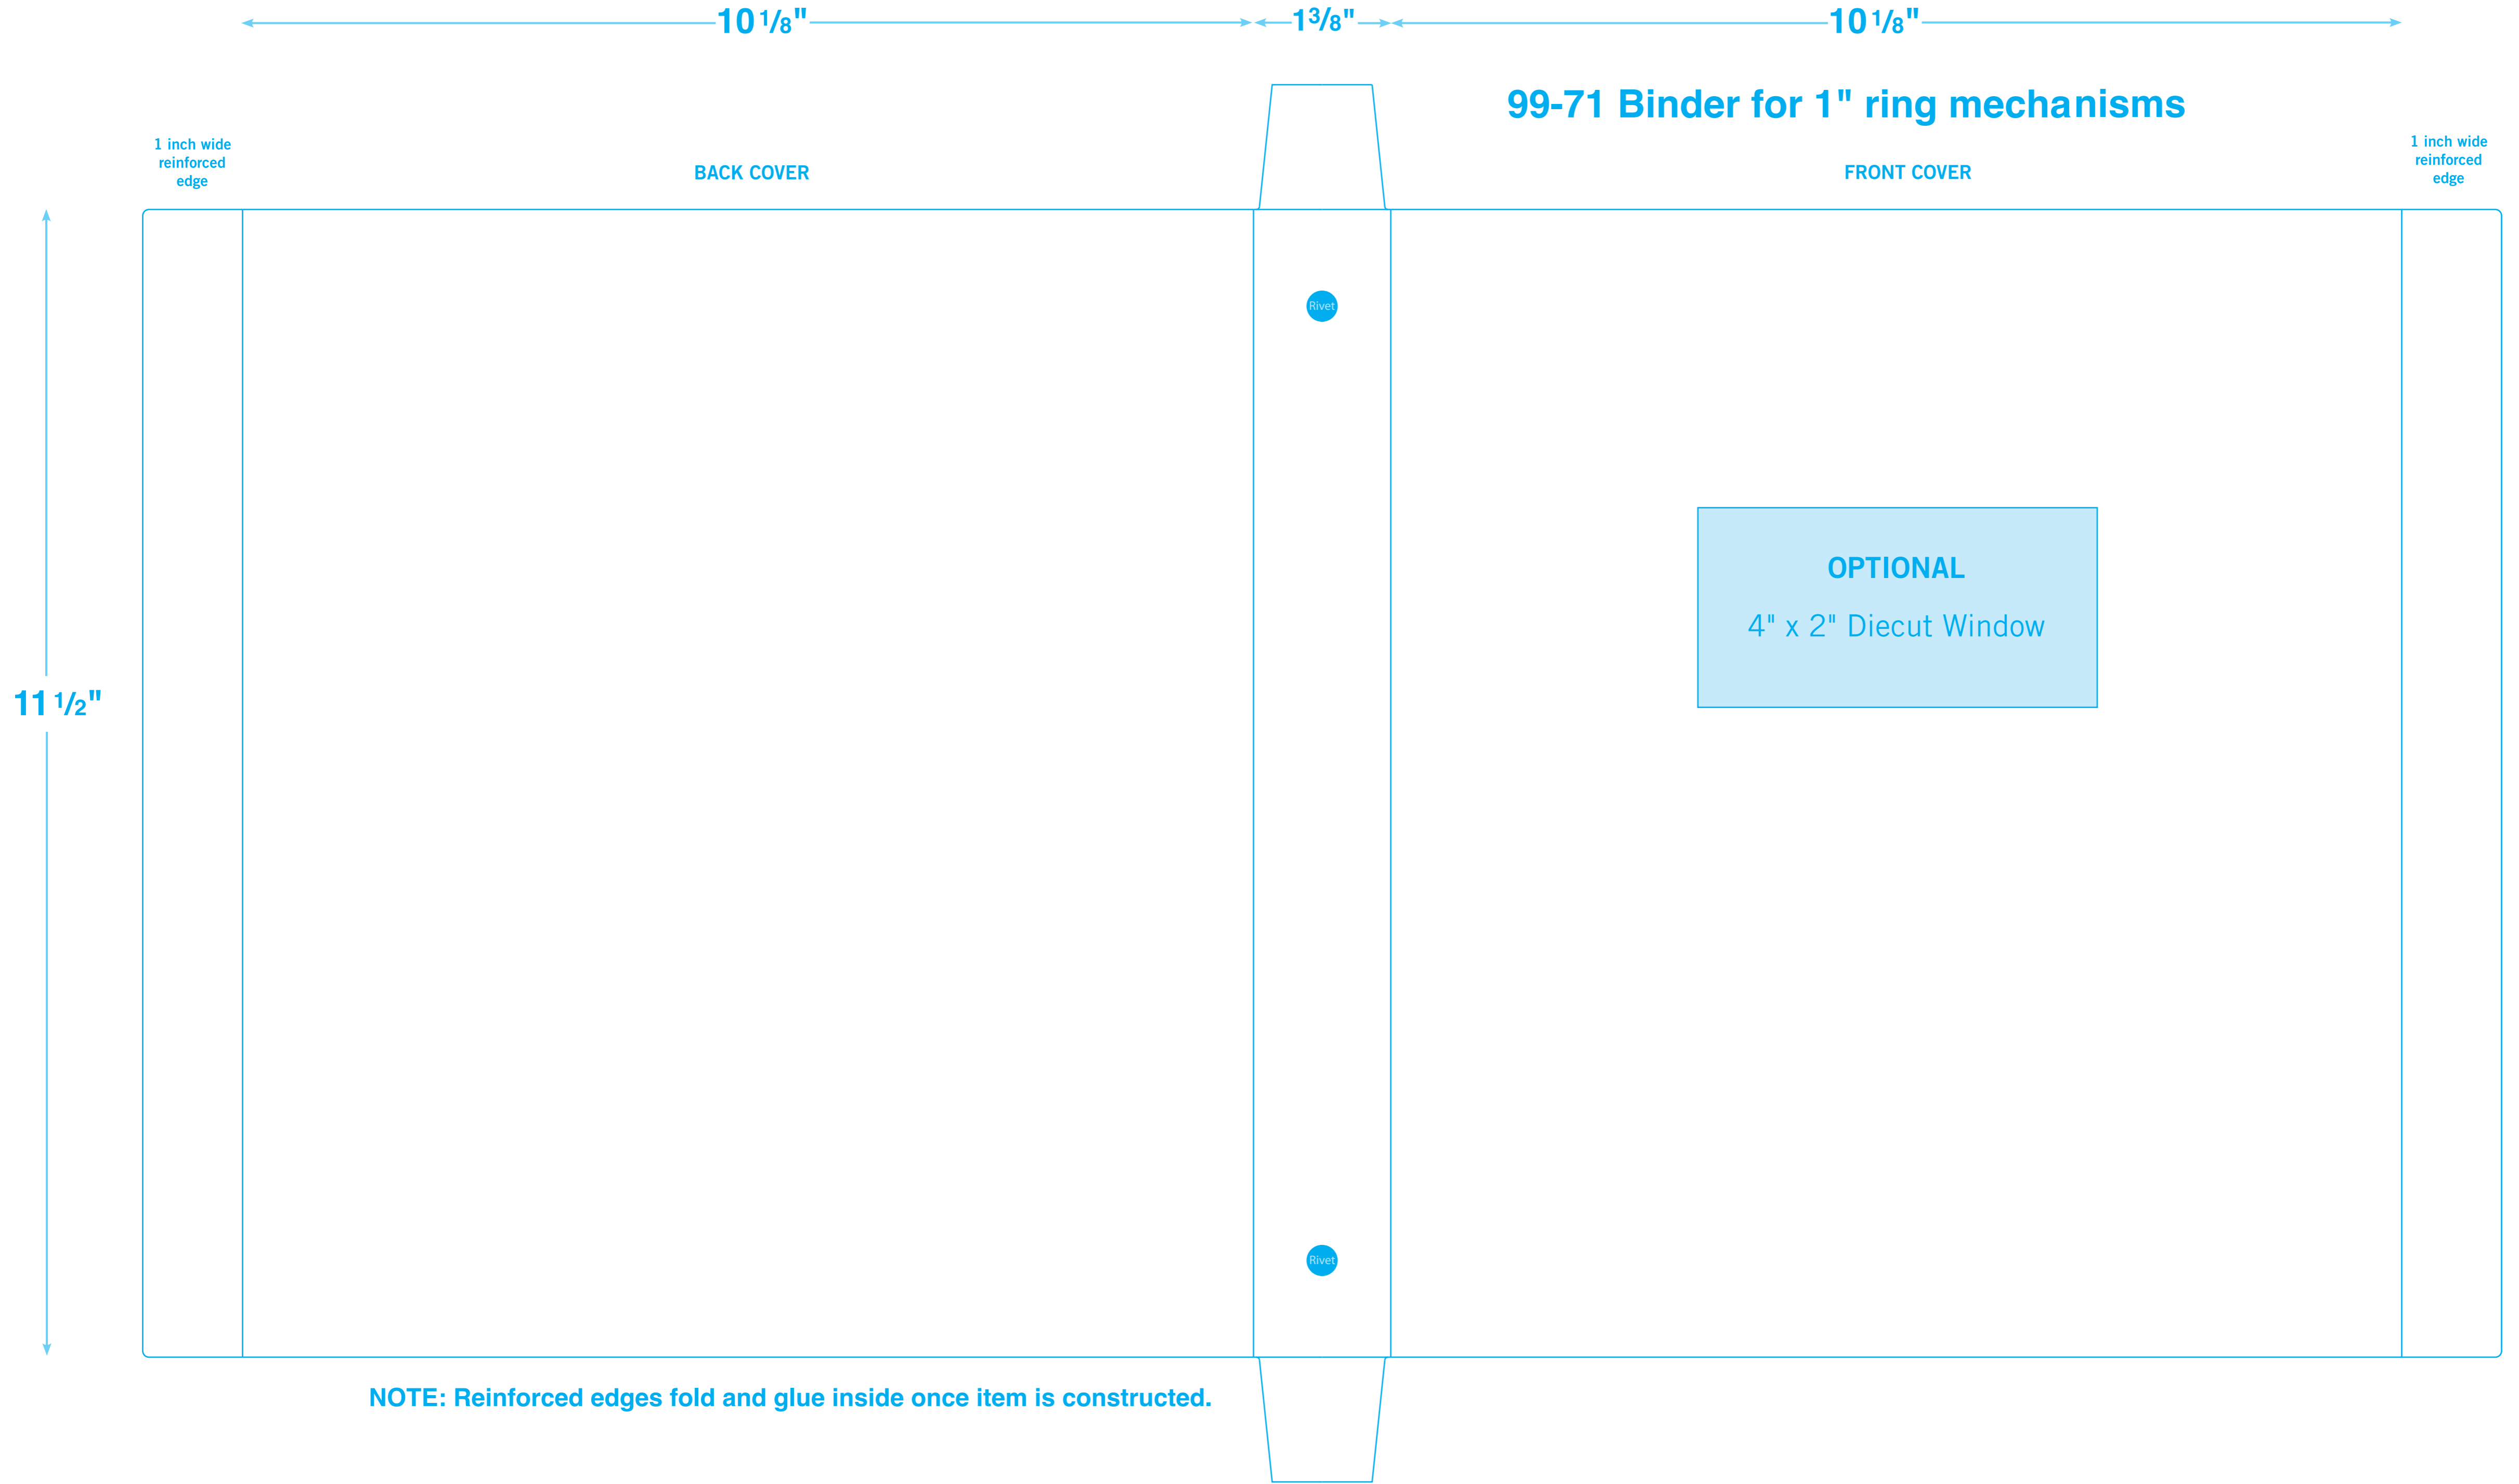 10 1/8"
1 3/8"
10 1/8"
99-71 Binder for 1" ring mechanisms
1 inch wide
reinforced
edge
BACK COVER
FRONT COVER
1 inch wide
reinforced
edge
Rivet
OPTIONAL
4" x 2" Diecut Window
11 1/2"
Rivet
NOTE: Reinforced edges fold and glue inside once item is constructed.